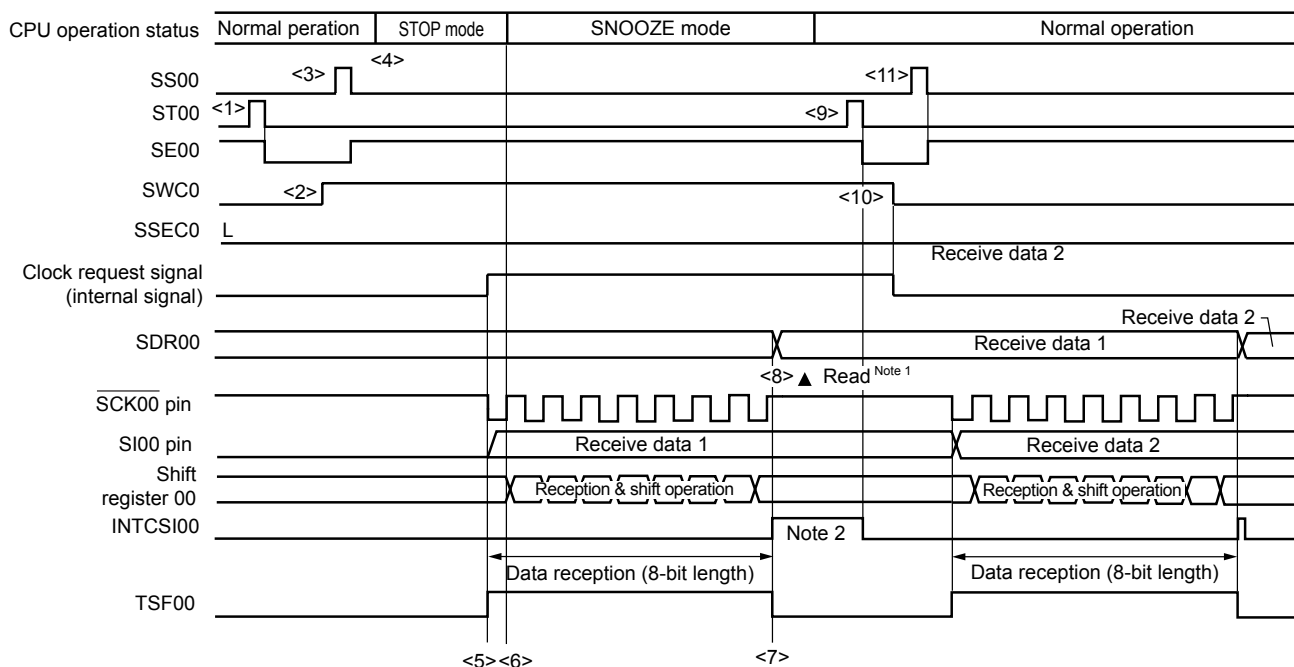 CPU operation status Normal peration STOP mode SNOOZE mode Normal operation
<4>
SS00 <3> <11>
ST00 <1> <9>
SE00
SWC0 <2> <10>
SSEC0 L
Receive data 2
Clock request signal
(internal signal)
Receive data 2
SDR00 Receive data 1
<8> ▲ Read Note 1
SCK00 pin
SI00 pin Receive data 1 Receive data 2
Shift
register 00 Reception & shift operation Reception & shift operation
INTCSI00 Note 2
Data reception (8-bit length) Data reception (8-bit length)
TSF00
<5> <6> <7>